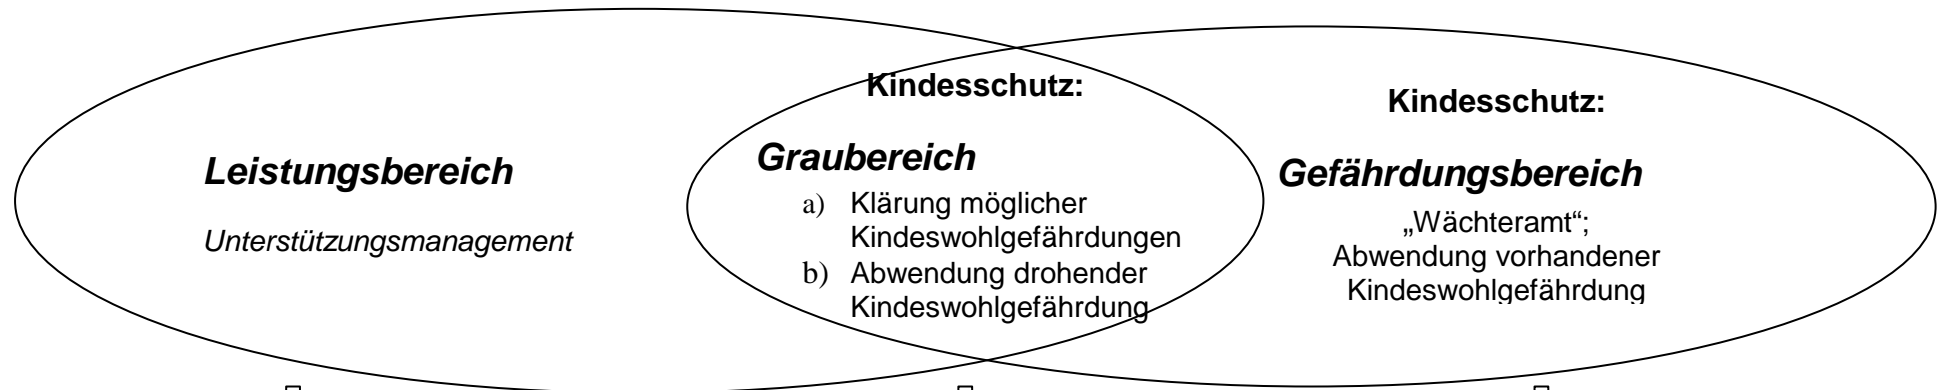 Leistungsbereich
Unterstützungsmanagement
Kindesschutz:
Graubereich
a) Klärung möglicher
Kindeswohlgefährdungen
b) Abwendung drohender
Kindeswohlgefährdung
Kindesschutz:
Gefährdungsbereich
„Wächteramt“;
Abwendung vorhandener
Kindeswohlgefährdung